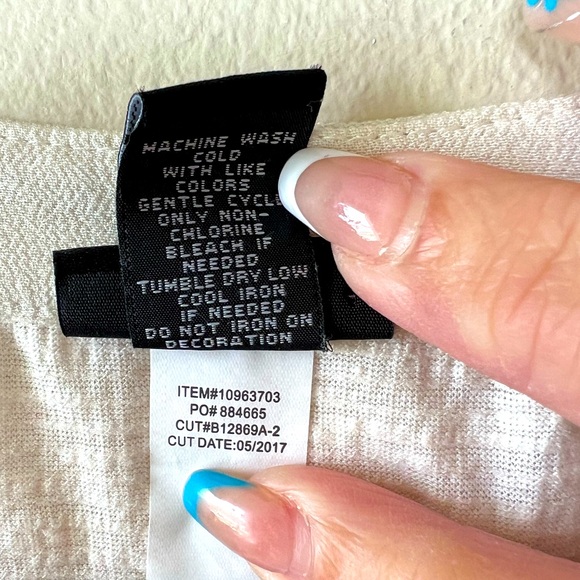 MACHINE WASH
COLD
WITH LIKE
COLORS
GENTLE CYCLE
ONLY NON-
CHLORINE
BLEACH IF
NEEDED
TUMBLE DRY LOW
COOL IRON
IF NEEDED
DO NOT IRON ON
DECORATION
ITEM#10963703
PO# 884665
CUT#B12869A-2
CUT DATE:05/2017